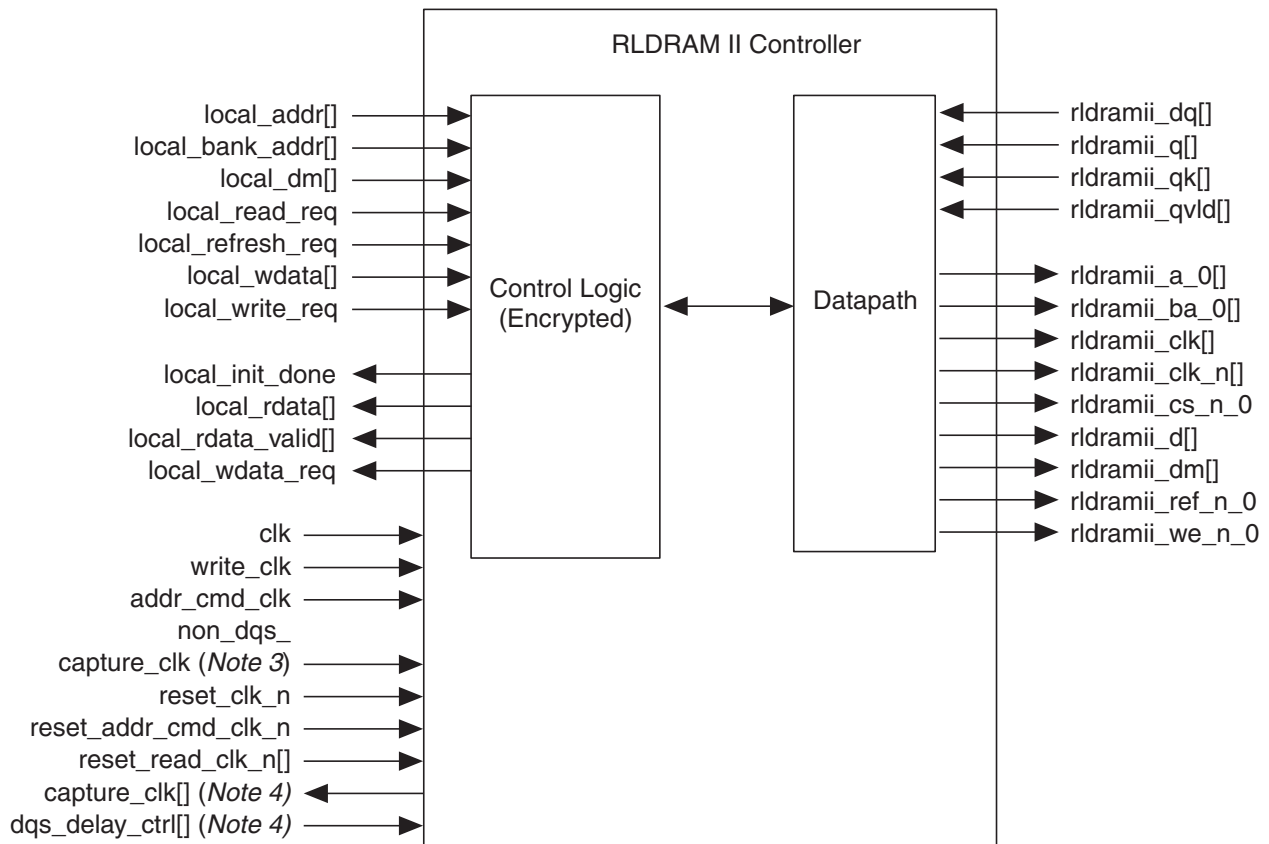 RLDRAM II Controller
local_addr[]
local_bank_addr[]
local_dm[]
local_read_req
local_refresh_req
local_wdata[]
local_write_req
local_init_done
local_rdata[]
local_rdata_valid[]
local_wdata_req
clk
write_clk
addr_cmd_clk
non_dqs_
capture_clk (Note 3)
reset_clk_n
reset_addr_cmd_clk_n
reset_read_clk_n[]
capture_clk[] (Note 4)
dqs_delay_ctrl[] (Note 4)
Control Logic
(Encrypted)
Datapath
rldramii_dq[]
rldramii_q[]
rldramii_qk[]
rldramii_qvld[]
rldramii_a_0[]
rldramii_ba_0[]
rldramii_clk[]
rldramii_clk_n[]
rldramii_cs_n_0
rldramii_d[]
rldramii_dm[]
rldramii_ref_n_0
rldramii_we_n_0